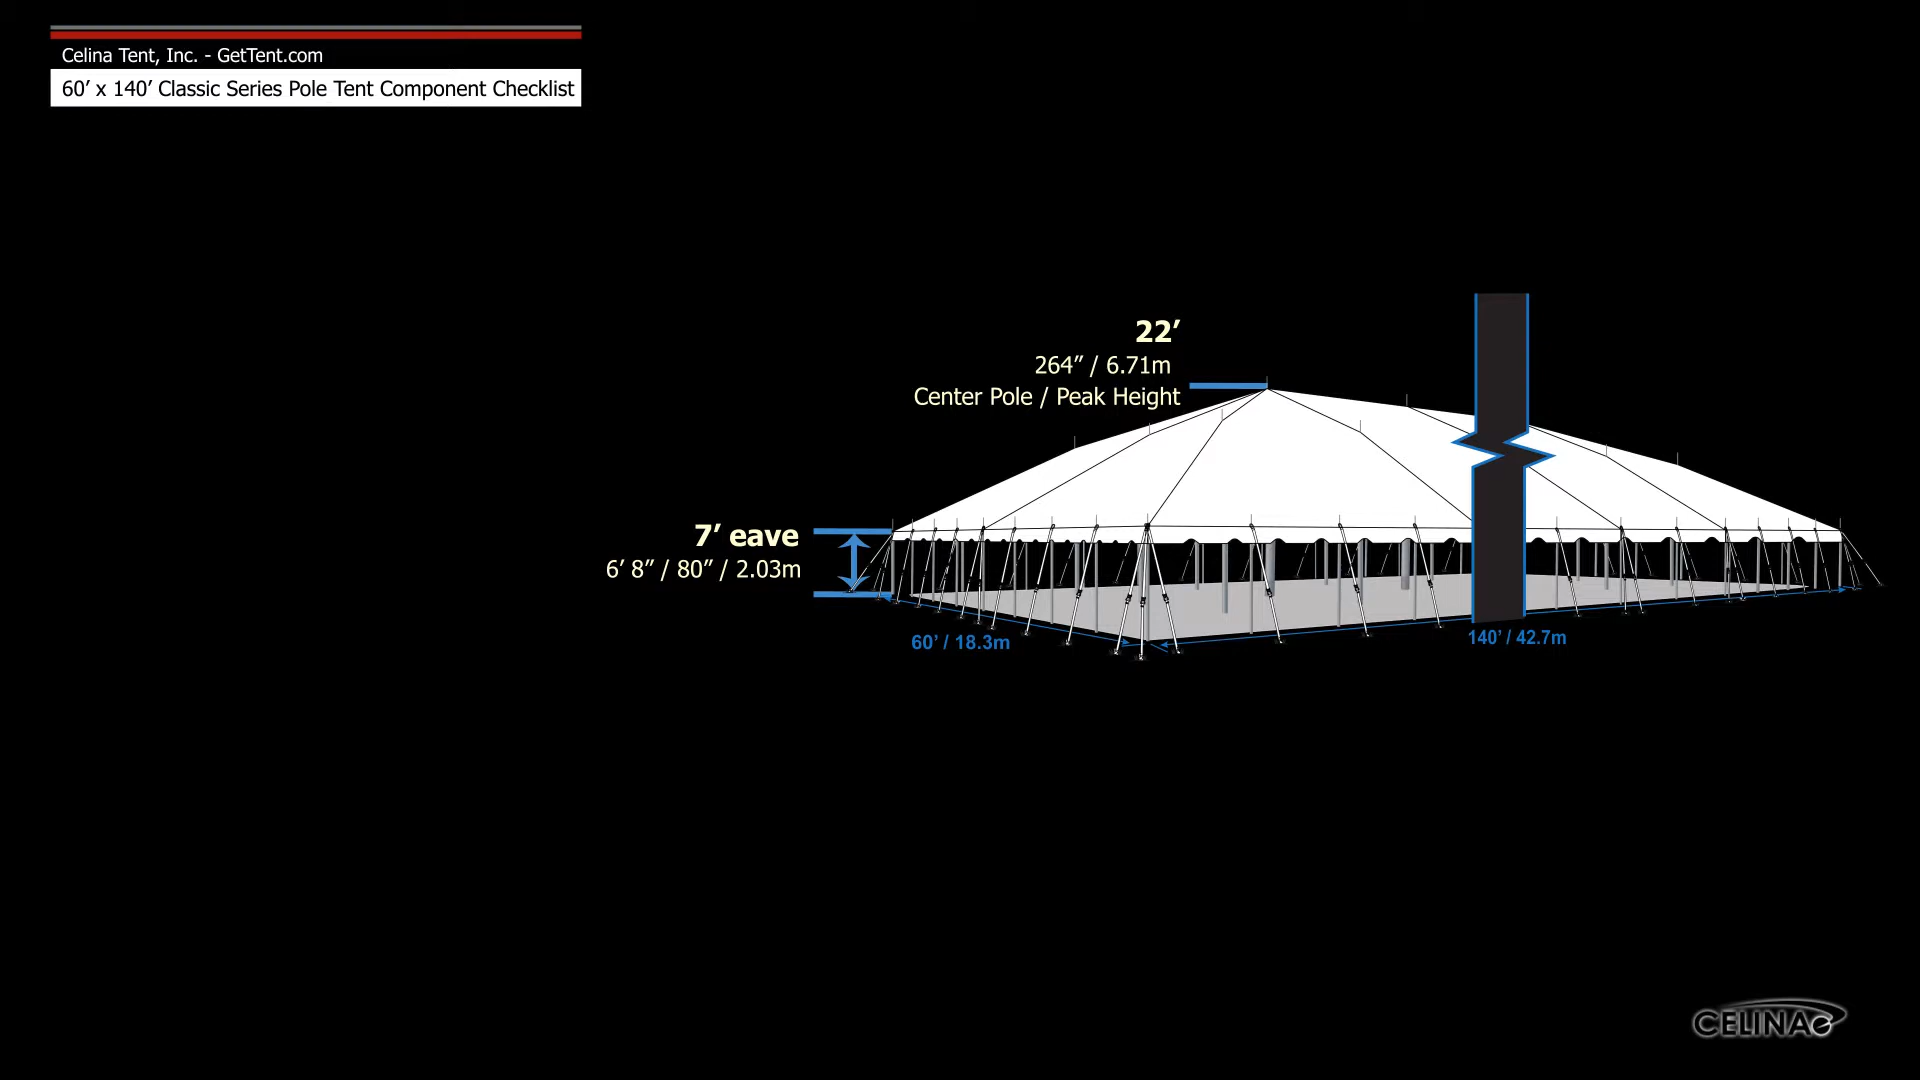 Celina Tent, Inc. - GetTent.com
60’ x 140’ Classic Series Pole Tent Component Checklist
22’
264” / 6.71m
Center Pole / Peak Height
7’ eave
6’ 8” / 80” / 2.03m
60’ / 18.3m
140’ / 42.7m
CELINA